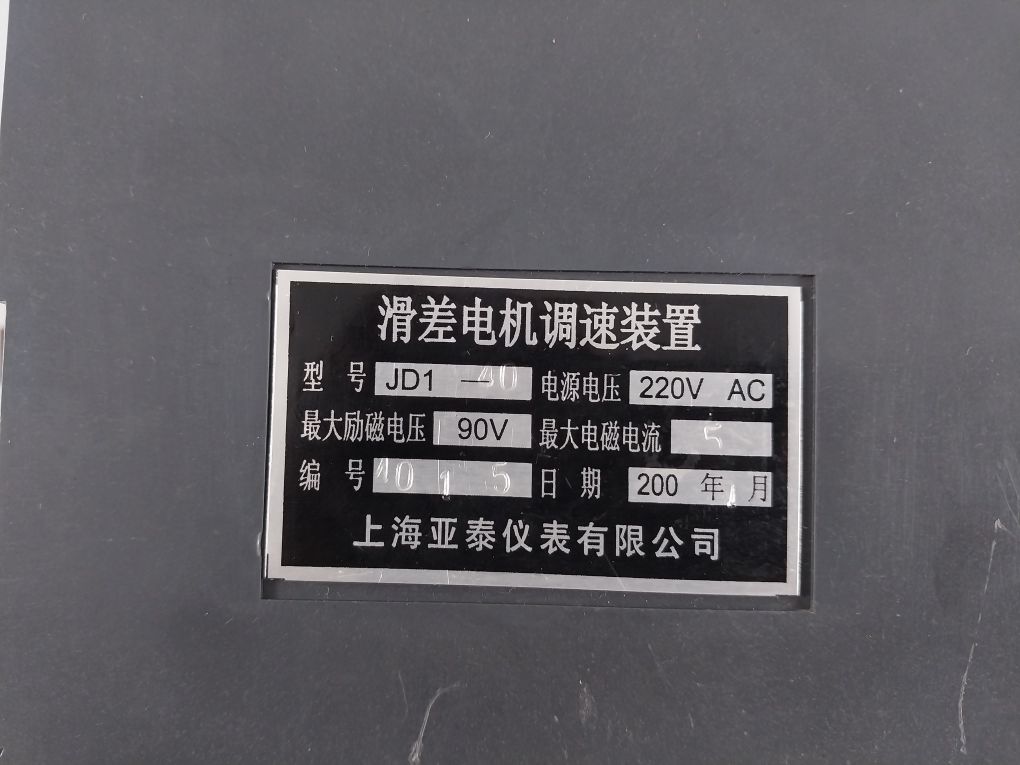 滑差电机调速装置
型 号 JD1 —40 电源电压 220V AC
最大励磁电压 90V 最大电磁电流 5
编 号 10 1 5 日 期 200 年 1 月
上海亚泰仪表有限公司